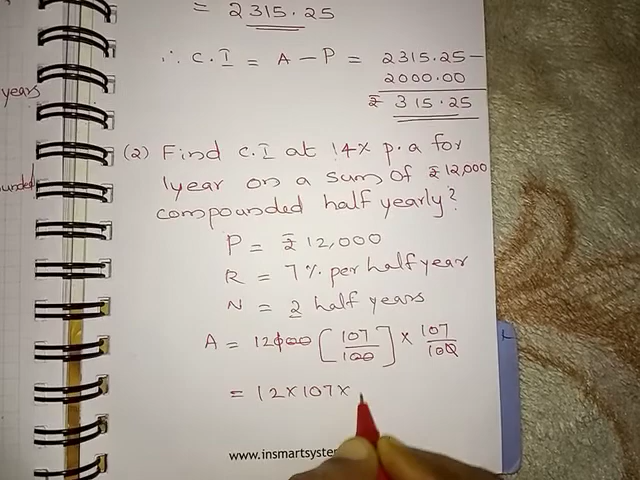 = 2315.25
∴ C.I = A - P = 2315.25 -
2000.00
years
₹ 315.25
(2) Find C.I at 14% p.a for
1year on a sum of ₹12,000
compounded half yearly?
P = ₹12,000
R = 7% per half year
N = 2 half years
A = 12000 [107/100] × 107/100
= 12×107×
www.insmartsyste